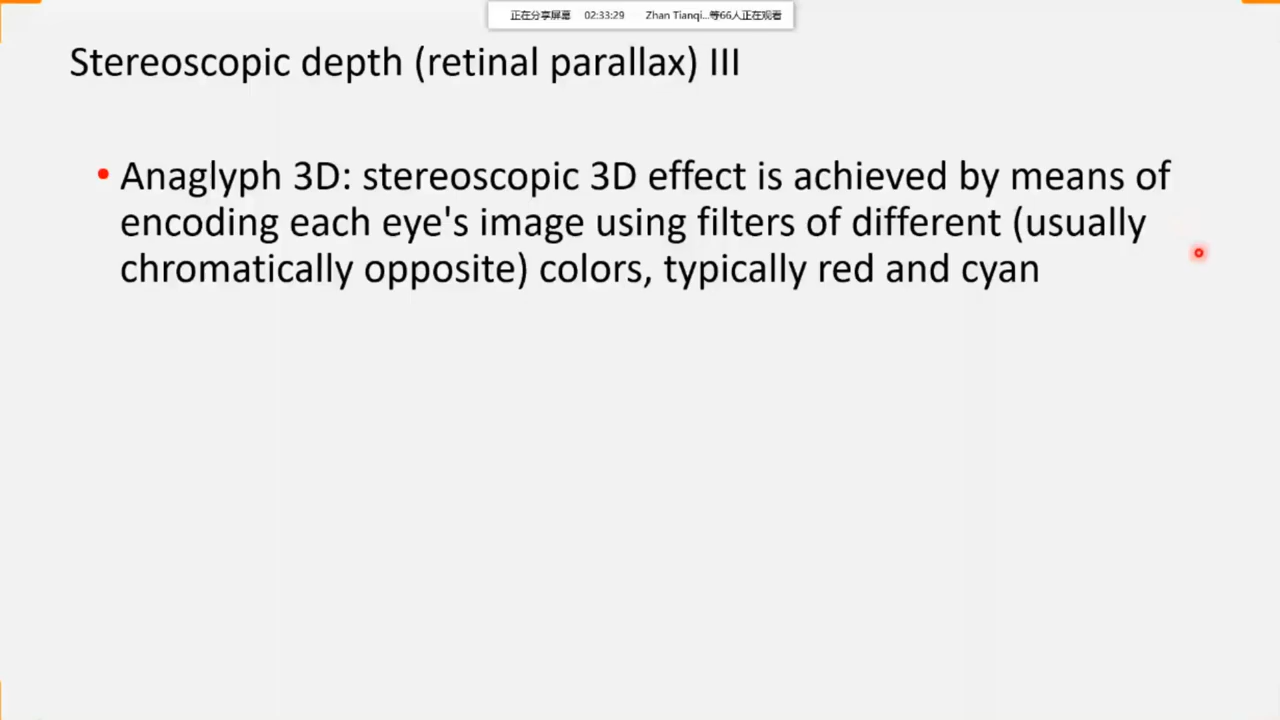 正在分享屏幕 02:33:29 Zhan Tianqi...等66人正在观看
Stereoscopic depth (retinal parallax) III
• Anaglyph 3D: stereoscopic 3D effect is achieved by means of
encoding each eye's image using filters of different (usually
chromatically opposite) colors, typically red and cyan